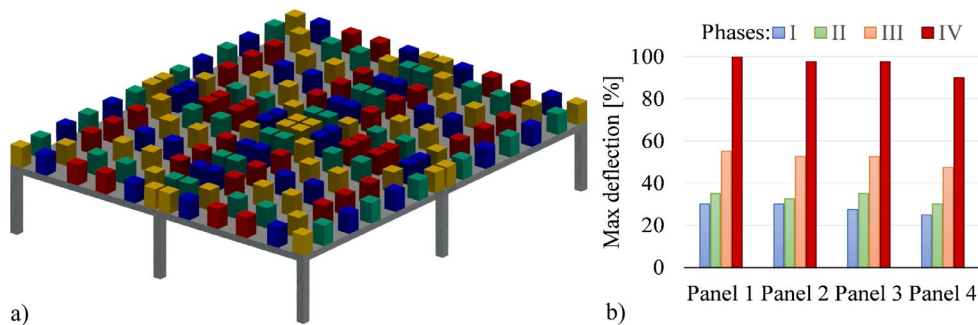 a)
Phases: I II III IV
Max deflection [%]
100
80
60
40
20
0
Panel 1 Panel 2 Panel 3 Panel 4
b)